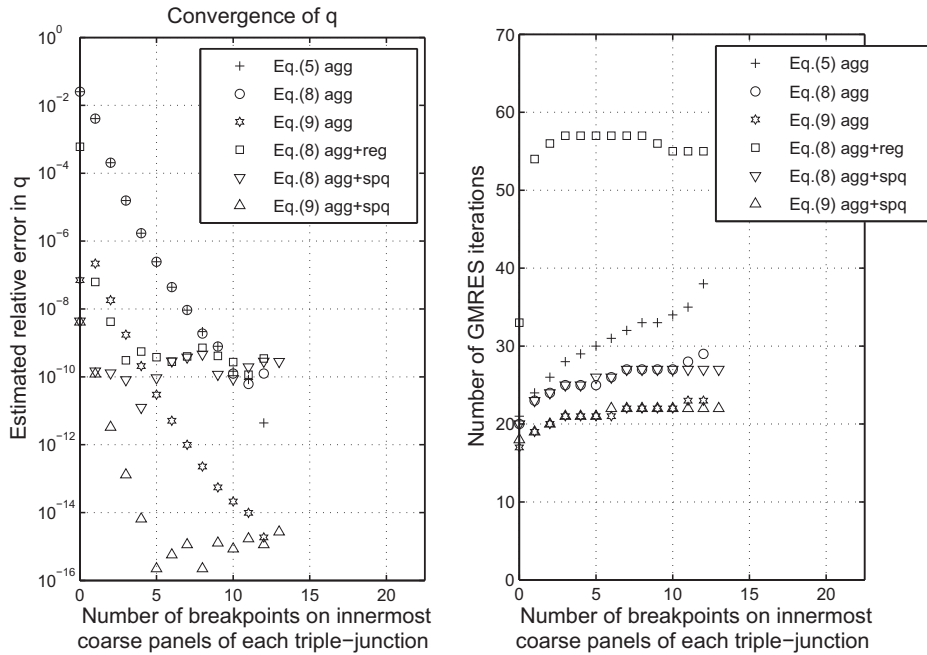 Convergence of q
10^0
10^−2
10^−4
10^−6
10^−8
10^−10
10^−12
10^−14
10^−16
Estimated relative error in q
Eq.(5) agg
Eq.(8) agg
Eq.(9) agg
Eq.(8) agg+reg
Eq.(8) agg+spq
Eq.(9) agg+spq
0 5 10 15 20
Number of breakpoints on innermost
coarse panels of each triple−junction
70
60
50
40
30
20
10
0
Number of GMRES iterations
Eq.(5) agg
Eq.(8) agg
Eq.(9) agg
Eq.(8) agg+reg
Eq.(8) agg+spq
Eq.(9) agg+spq
0 5 10 15 20
Number of breakpoints on innermost
coarse panels of each triple−junction